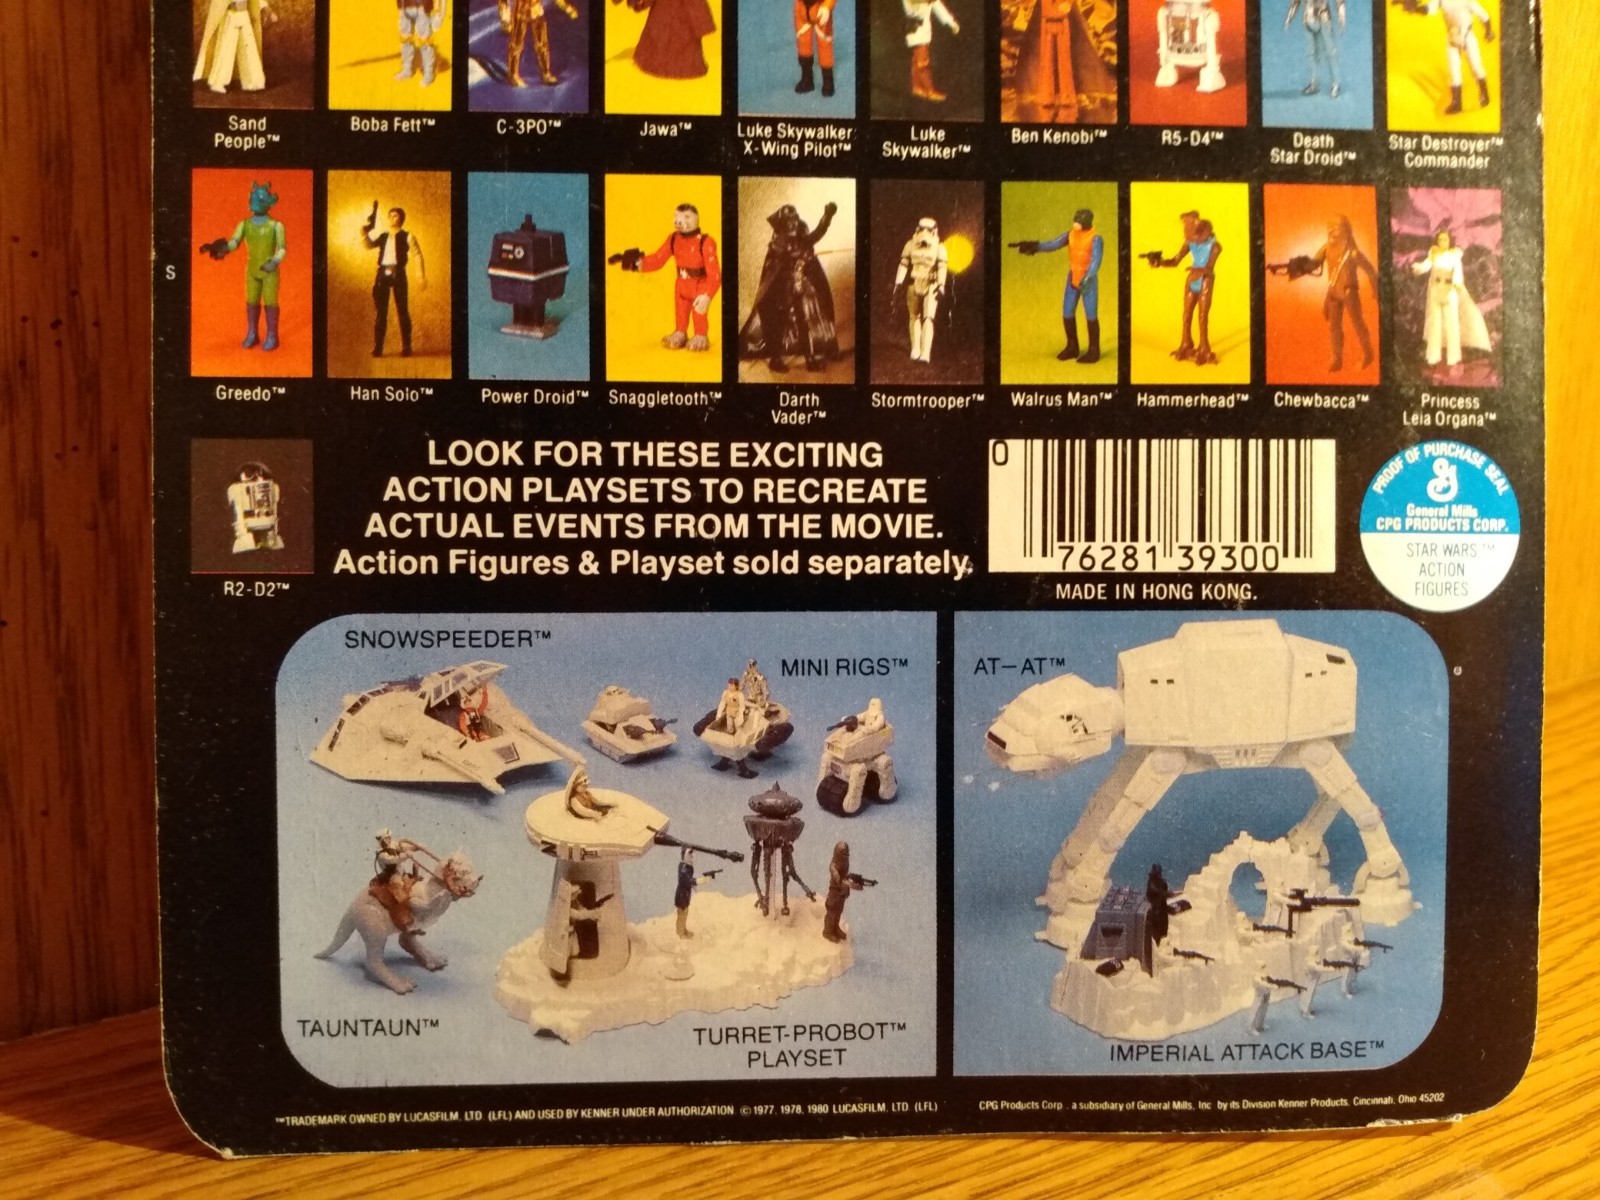 Sand
People™
Boba Fett™
C-3PO™
Jawa™
Luke Skywalker
X-Wing Pilot™
Luke
Skywalker™
Ben Kenobi™
R5-D4™
Death
Star Droid™
Star Destroyer™
Commander
S
Greedo™
Han Solo™
Power Droid™
Snaggletooth™
Darth
Vader™
Stormtrooper™
Walrus Man™
Hammerhead™
Chewbacca™
Princess
Leia Organa™
R2-D2™
LOOK FOR THESE EXCITING
ACTION PLAYSETS TO RECREATE
ACTUAL EVENTS FROM THE MOVIE.
Action Figures & Playset sold separately.
0
76281 39300
MADE IN HONG KONG.
PROOF OF PURCHASE SEAL
G
General Mills
CPG PRODUCTS CORP.
STAR WARS™
ACTION
FIGURES
SNOWSPEEDER™
MINI RIGS™
TAUNTAUN™
TURRET-PROBOT™
PLAYSET
AT-AT™
IMPERIAL ATTACK BASE™
™TRADEMARK OWNED BY LUCASFILM, LTD. (LFL) AND USED BY KENNER UNDER AUTHORIZATION ©1977, 1978, 1980 LUCASFILM, LTD. (LFL)
CPG Products Corp., a subsidiary of General Mills, Inc. by its Division Kenner Products, Cincinnati, Ohio 45202